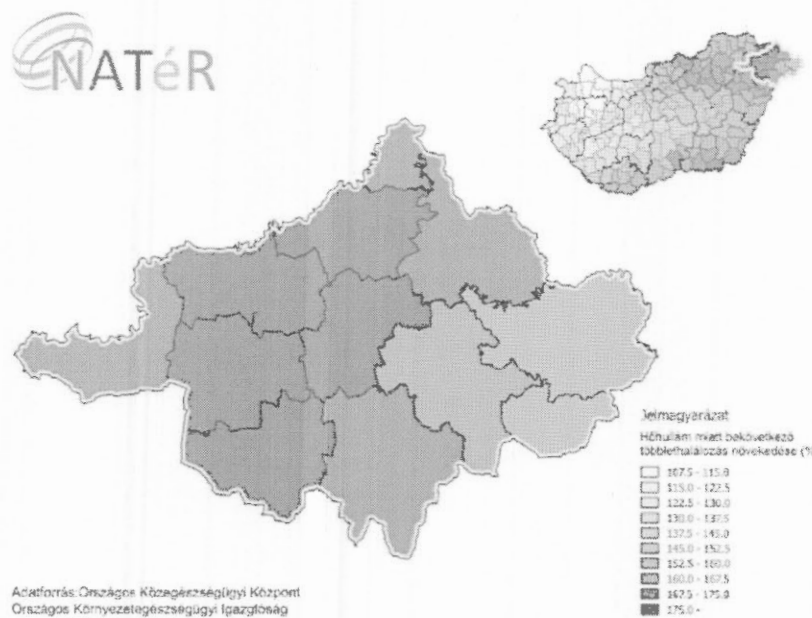 NATéR
Jelmagyarázat
Hőhullám miatt bekövetkező
többlethalálozás növekedése (%
107.5 - 115.0
115.0 - 122.5
122.5 - 130.0
130.0 - 137.5
137.5 - 145.0
145.0 - 152.5
152.5 - 160.0
160.0 - 167.5
167.5 - 175.0
175.0 -
Adatforrás:Országos Közegészségügyi Központ
Országos Környezetegészségügyi Igazgtóság